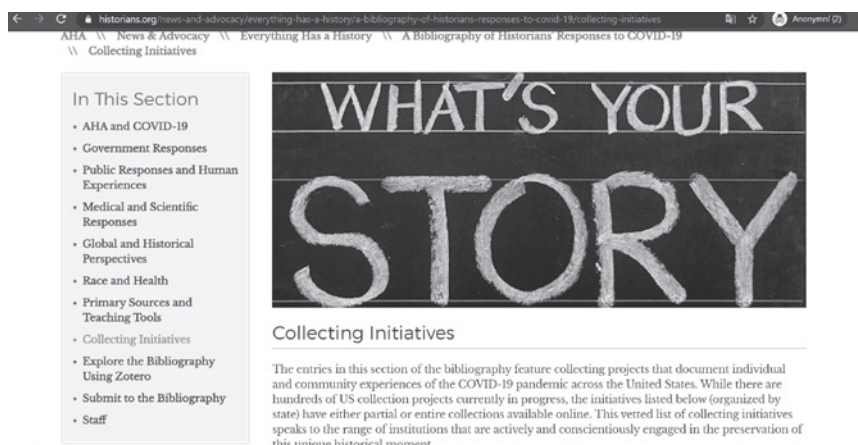 historians.org/news-and-advocacy/everything-has-a-history/a-bibliography-of-historians-responses-to-covid-19/collecting-initiatives
Anonymní (2)
AHA \\ News & Advocacy \\ Everything Has a History \\ A Bibliography of Historians' Responses to COVID-19
\\ Collecting Initiatives
In This Section
• AHA and COVID-19
• Government Responses
• Public Responses and Human
Experiences
• Medical and Scientific
Responses
• Global and Historical
Perspectives
• Race and Health
• Primary Sources and
Teaching Tools
• Collecting Initiatives
• Explore the Bibliography
Using Zotero
• Submit to the Bibliography
• Staff
WHAT'S YOUR
STORY
Collecting Initiatives
The entries in this section of the bibliography feature collecting projects that document individual
and community experiences of the COVID-19 pandemic across the United States. While there are
hundreds of US collection projects currently in progress, the initiatives listed below (organized by
state) have either partial or entire collections available online. This vetted list of collecting initiatives
speaks to the range of institutions that are actively and conscientiously engaged in the preservation of
this unique historical moment.